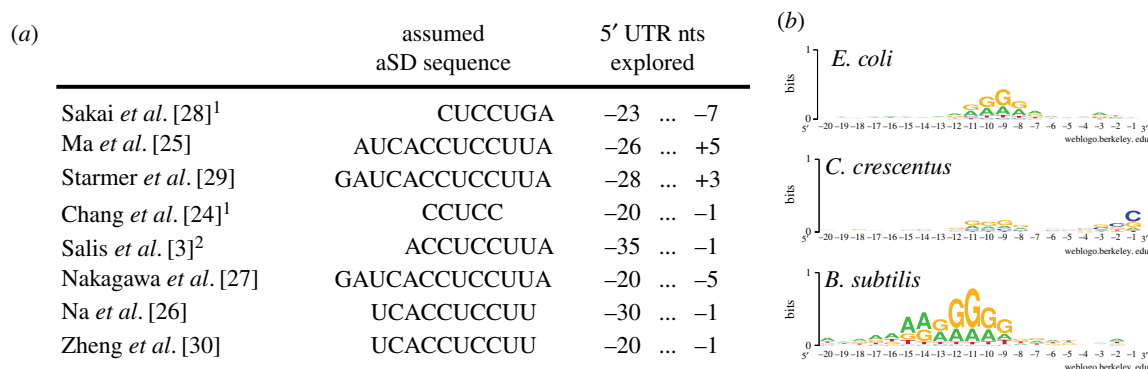 (a)
assumed 5′ UTR nts
aSD sequence explored
Sakai et al. [28]1 CUCCUGA –23 ... –7
Ma et al. [25] AUCACCUCCUUA –26 ... +5
Starmer et al. [29] GAUCACCUCCUUA –28 ... +3
Chang et al. [24]1 CCUCC –20 ... –1
Salis et al. [3]2 ACCUCCUUA –35 ... –1
Nakagawa et al. [27] GAUCACCUCCUUA –20 ... –5
Na et al. [26] UCACCUCCUU –30 ... –1
Zheng et al. [30] UCACCUCCUU –20 ... –1
(b)
E. coli
1
bits
0
5′ –20 –19 –18 –17 –16 –15 –14 –13 –12 –11 –10 –9 –8 –7 –6 –5 –4 –3 –2 –1 3′
weblogo.berkeley. edu
C. crescentus
1
bits
0
5′ –20 –19 –18 –17 –16 –15 –14 –13 –12 –11 –10 –9 –8 –7 –6 –5 –4 –3 –2 –1 3′
weblogo.berkeley. edu
B. subtilis
1
bits
0
5′ –20 –19 –18 –17 –16 –15 –14 –13 –12 –11 –10 –9 –8 –7 –6 –5 –4 –3 –2 –1 3′
weblogo.berkeley. edu